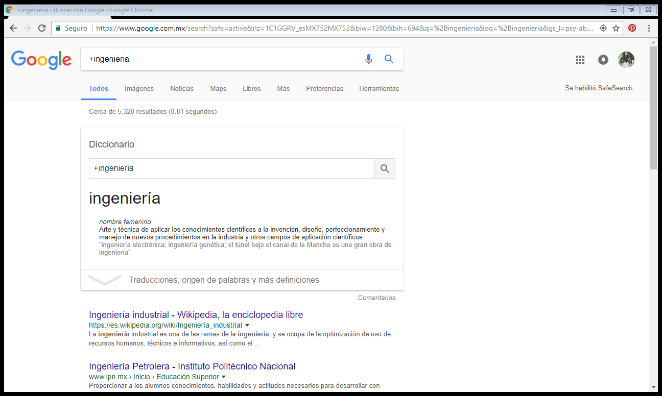 +ingenieria - Buscar con Google - Google Chrome
Seguro | https://www.google.com.mx/search?safe=active&rlz=1C1GGRV_esMX752MX752&biw=1280&bih=694&q=%2Bingenieria&oq=%2Bingenieria&gs_l=psy-ab...
Google
+ingenieria
Todos Imágenes Noticias Maps Libros Más Preferencias Herramientas
Se habilitó SafeSearch
Cerca de 5,320 resultados (0.81 segundos)
Diccionario
+ingenieria
ingeniería
nombre femenino
Arte y técnica de aplicar los conocimientos científicos a la invención, diseño, perfeccionamiento y
manejo de nuevos procedimientos en la industria y otros campos de aplicación científicos.
"ingeniería electrónica; ingeniería genética; el túnel bajo el canal de la Mancha es una gran obra de
ingeniería"
Traducciones, origen de palabras y más definiciones
Comentarios
Ingeniería industrial - Wikipedia, la enciclopedia libre
https://es.wikipedia.org/wiki/Ingeniería_industrial
La ingeniería industrial es una de las ramas de la ingeniería, y se ocupa de la optimización de uso de
recursos humanos, técnicos e informativos, así como el ...
Ingeniería Petrolera - Instituto Politécnico Nacional
www.ipn.mx › Inicio › Educación Superior
Proporcionar a los alumnos conocimientos, habilidades y actitudes necesarios para desarrollar con